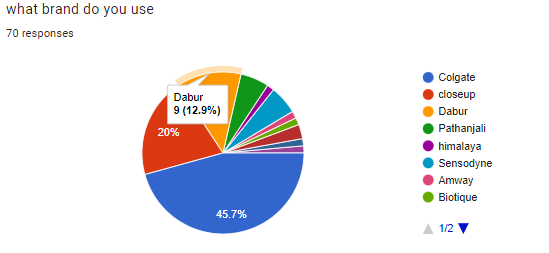 what brand do you use
70 responses
Dabur
9 (12.9%)
20%
45.7%
Colgate
closeup
Dabur
Pathanjali
himalaya
Sensodyne
Amway
Biotique
1/2